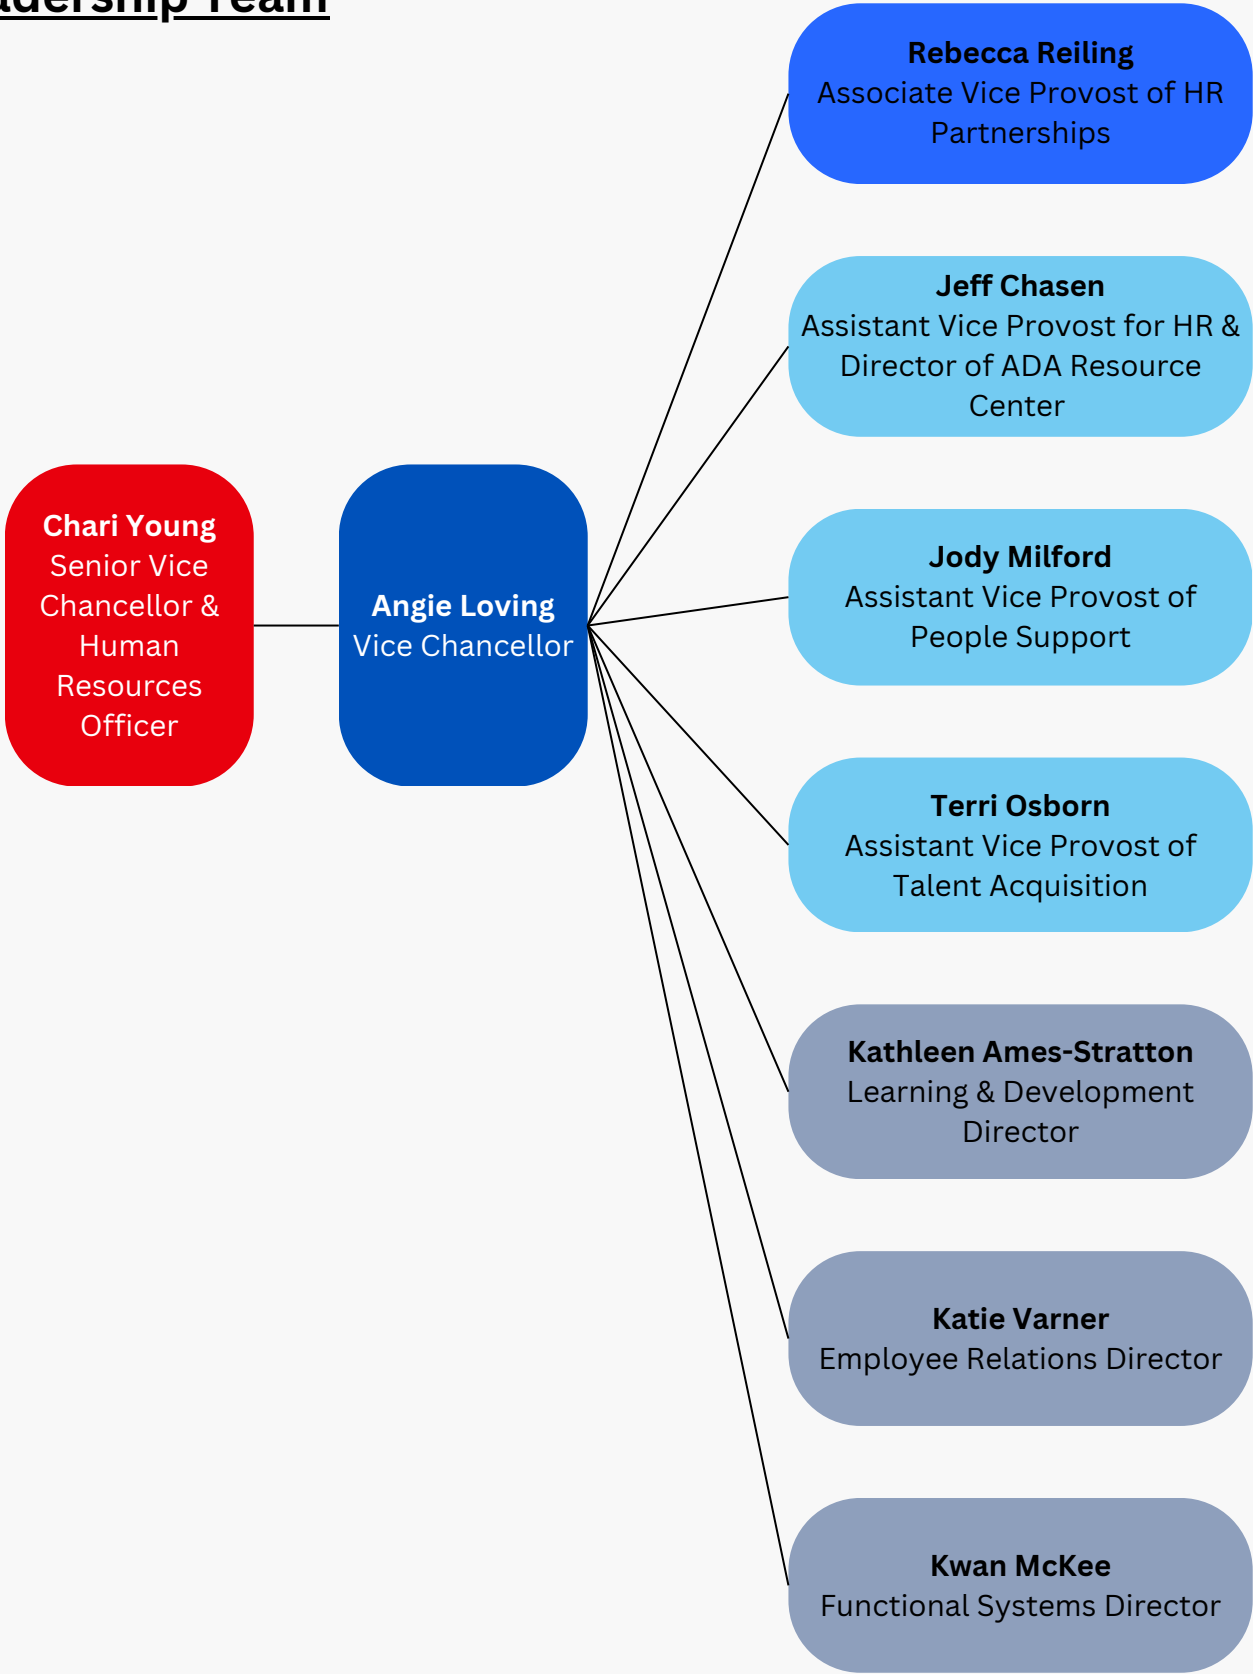 Team
Rebecca Reiling
Associate Vice Provost of HR
Partnerships
Jeff Chasen
Assistant Vice Provost for HR &
Director of ADA Resource
Center
Chari Young
Senior Vice
Chancellor &
Human
Resources
Officer
Angie Loving
Vice Chancellor
Jody Milford
Assistant Vice Provost of
People Support
Terri Osborn
Assistant Vice Provost of
Talent Acquisition
Kathleen Ames-Stratton
Learning & Development
Director
Katie Varner
Employee Relations Director
Kwan McKee
Functional Systems Director